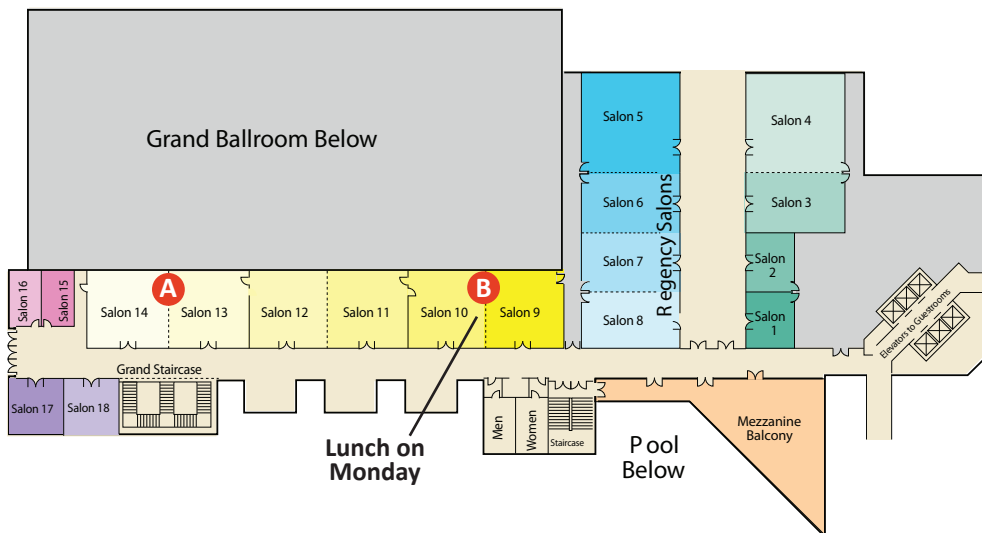 Grand Ballroom Below
Salon 5
Salon 4
Salon 6
Salon 3
Regency Salons
Salon 7
Salon
2
Salon 8
Salon
1
Salon 16
Salon 15
A
B
Salon 14
Salon 13
Salon 12
Salon 11
Salon 10
Salon 9
Elevators to Guestrooms
Grand Staircase
Salon 17
Salon 18
Men
Women
Staircase
Lunch on
Monday
Pool
Below
Mezzanine
Balcony